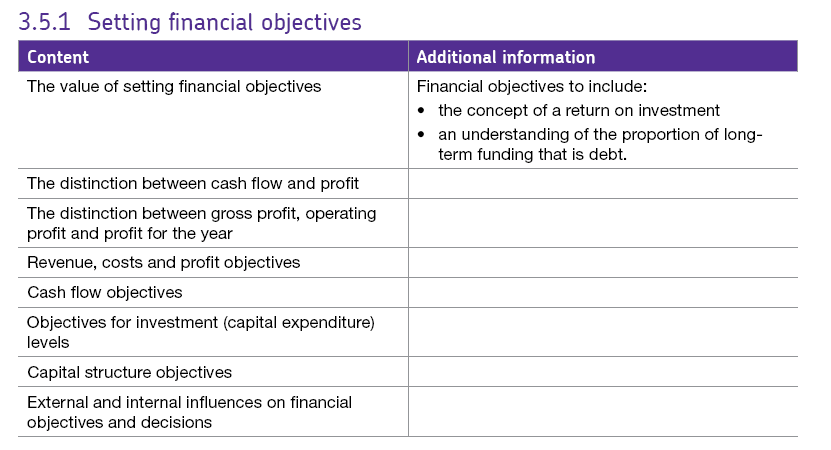 3.5.1 Setting financial objectives
Content
Additional information
The value of setting financial objectives
Financial objectives to include:
• the concept of a return on investment
• an understanding of the proportion of long-
term funding that is debt.
The distinction between cash flow and profit
The distinction between gross profit, operating
profit and profit for the year
Revenue, costs and profit objectives
Cash flow objectives
Objectives for investment (capital expenditure)
levels
Capital structure objectives
External and internal influences on financial
objectives and decisions